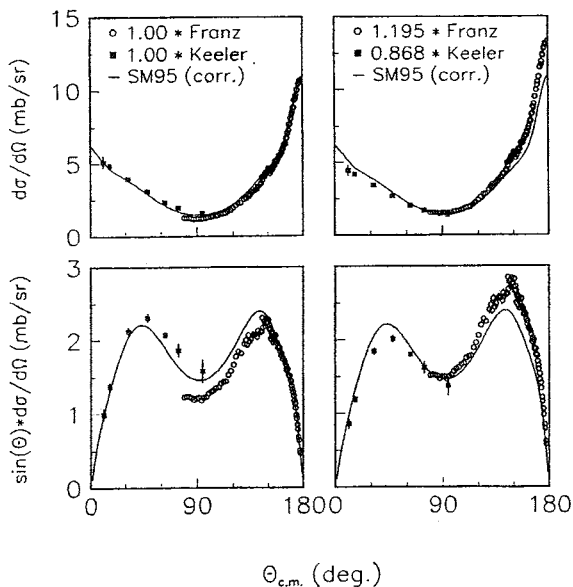 ○ 1.00 * Franz
■ 1.00 * Keeler
— SM95 (corr.)
○ 1.195 * Franz
■ 0.868 * Keeler
— SM95 (corr.)
dσ/dΩ (mb/sr)
15
10
5
0
sin(Θ)*dσ/dΩ (mb/sr)
3
2
1
0
0
90
180
90
180
Θc.m. (deg.)